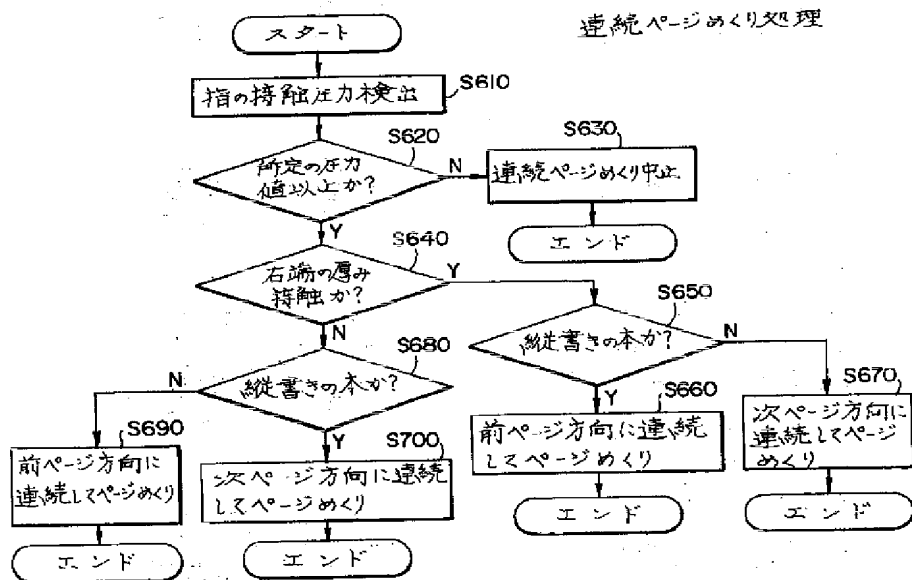 連続ページめくり処理
スタート
S610
指の接触圧力検出
S620
所定の圧力
値以上か?
N
Y
S630
連続ページめくり中止
エンド
S640
右端の厚み
接触か?
Y
N
S650
縦書きの本か?
N
Y
S660
前ページ方向に連続
してページめくり
エンド
S670
次ページ方向に
連続してページ
めくり
エンド
S680
縦書きの本か?
N
Y
S690
前ページ方向に
連続してページめくり
エンド
S700
次ページ方向に連続
してページめくり
エンド